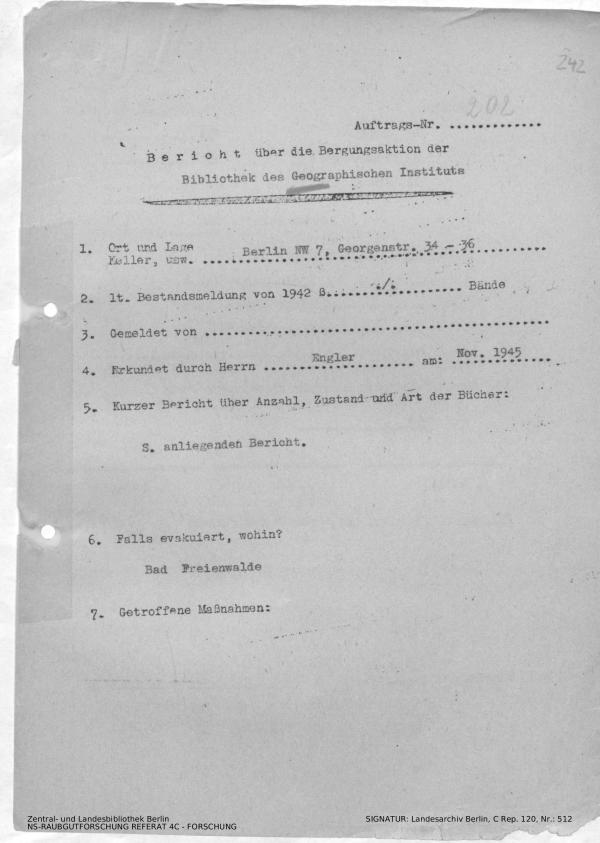 242
202
Auftrags-Nr. .............
B e r i c h t über die Bergungsaktion der
Bibliothek des Geographischen Instituts
1. Ort und Lage
Keller, usw. ...Berlin NW 7, Georgenstr. 34 - 36...
2. lt. Bestandsmeldung von 1942 ß......./.......... Bände
3. Gemeldet von ................................................
4. Erkundet durch Herrn .......Engler....... am: Nov. 1945
5. Kurzer Bericht über Anzahl, Zustand und Art der Bücher:
S. anliegenden Bericht.
6. Falls evakuiert, wohin?
Bad Freienwalde
7. Getroffene Maßnahmen:
Zentral- und Landesbibliothek Berlin
NS-RAUBGUTFORSCHUNG REFERAT 4C - FORSCHUNG
SIGNATUR: Landesarchiv Berlin, C Rep. 120, Nr.: 512